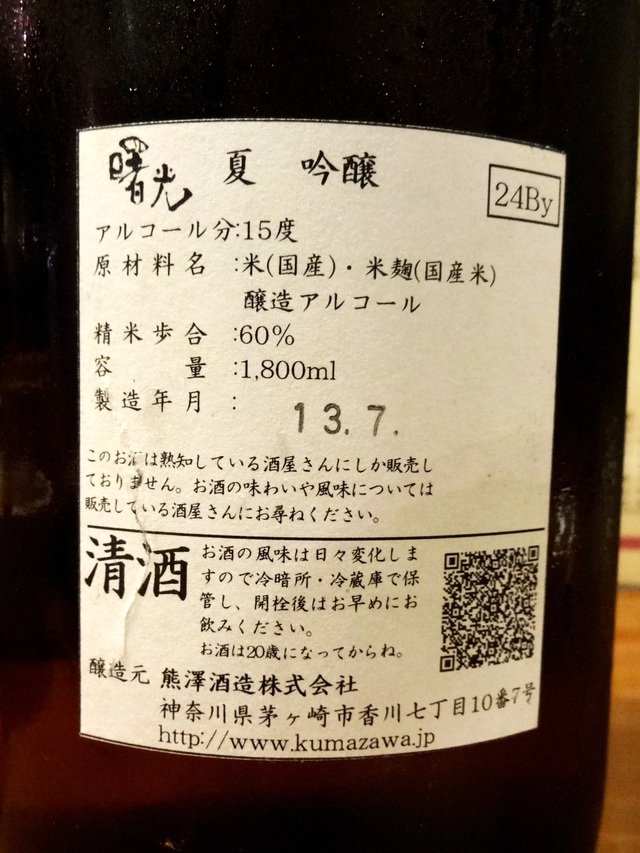 曙光 夏 吟醸
24By
アルコール分:15度
原材料名 :米(国産)・米麹(国産米)
醸造アルコール
精米歩合 :60%
容量 :1,800ml
製造年月 :
13.7.
このお酒は熟知している酒屋さんにしか販売し
ておりません。お酒の味わいや風味については
販売している酒屋さんにお尋ねください。
清酒
お酒の風味は日々変化しま
すので冷暗所・冷蔵庫で保
管し、開栓後はお早めにお
飲みください。
お酒は20歳になってからね。
醸造元 熊澤酒造株式会社
神奈川県茅ヶ崎市香川七丁目10番7号
http://www.kumazawa.jp